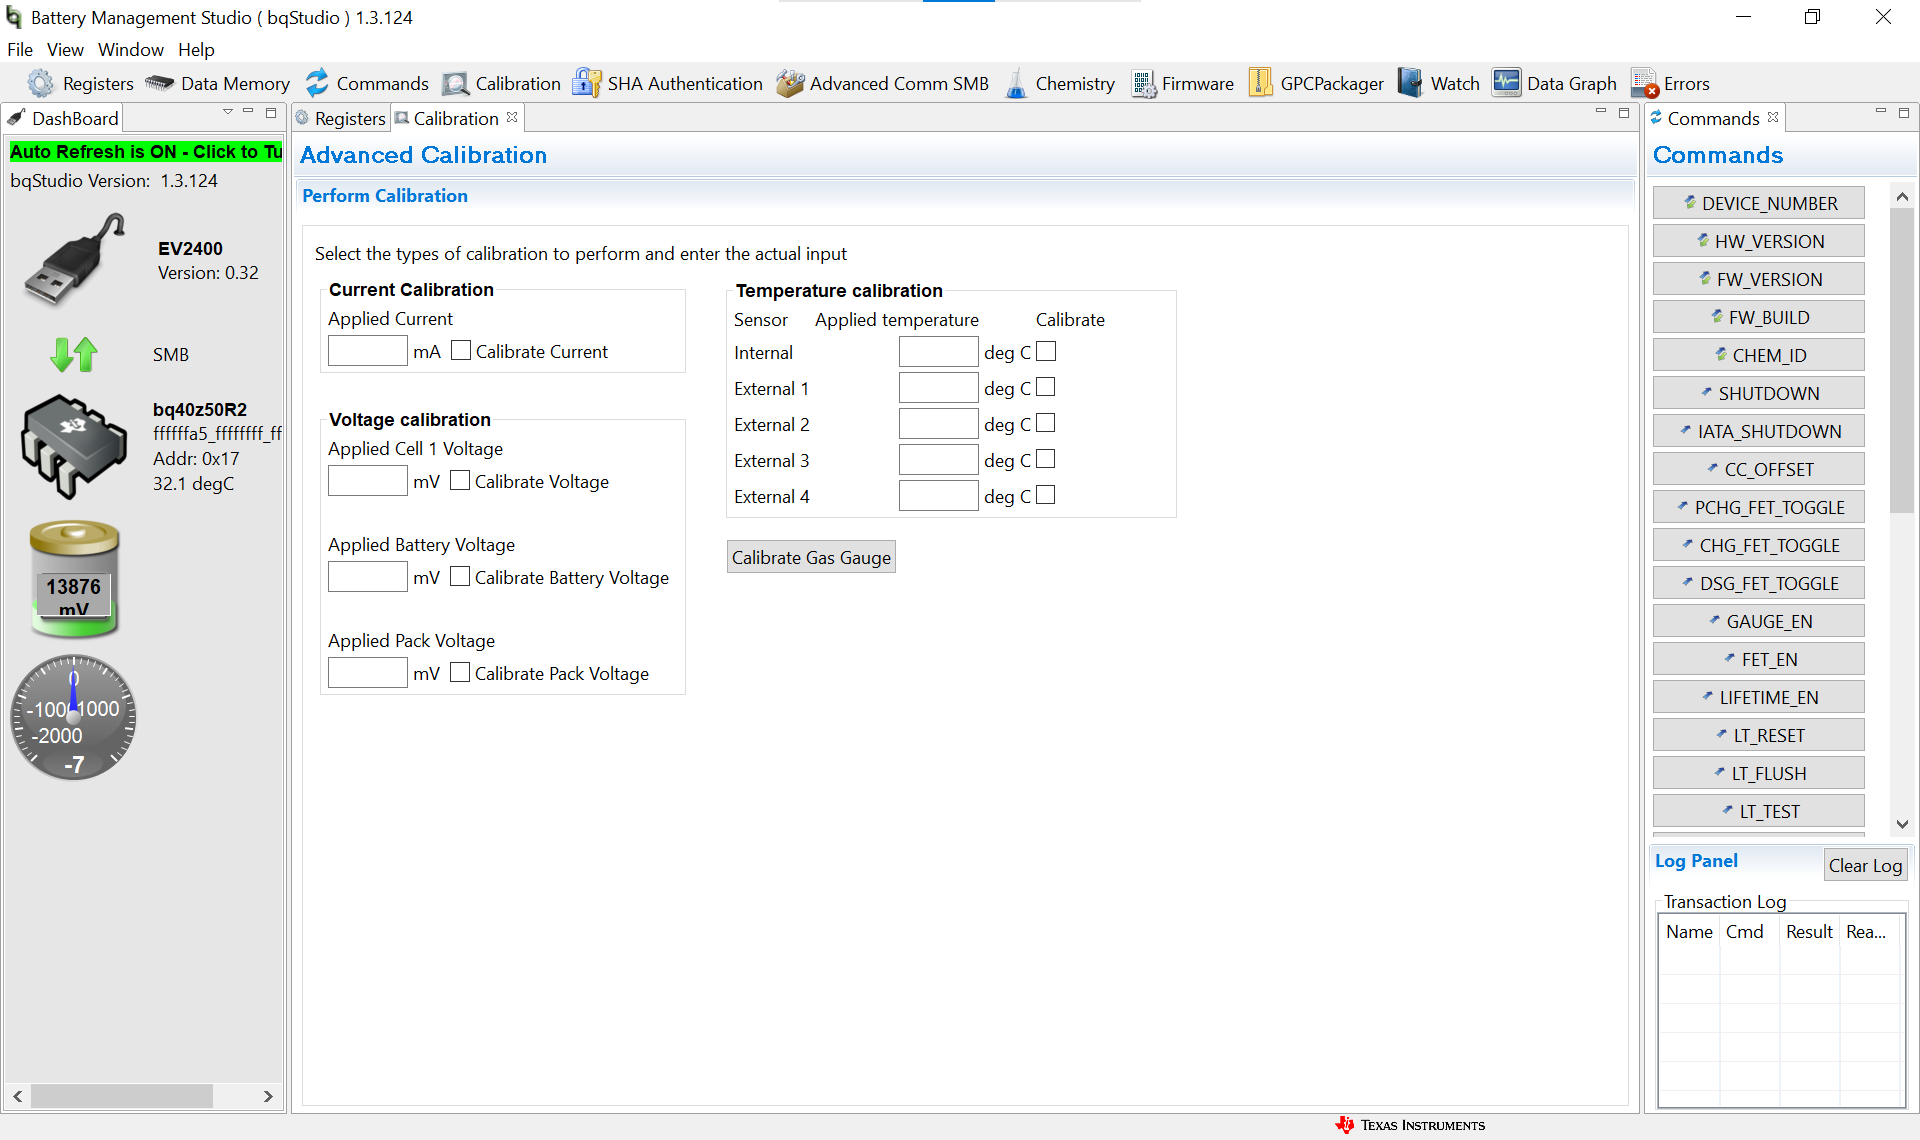 Battery Management Studio ( bqStudio ) 1.3.124
File View Window Help
Registers Data Memory Commands Calibration SHA Authentication Advanced Comm SMB Chemistry Firmware GPCPackager Watch Data Graph Errors
DashBoard
Auto Refresh is ON - Click to Tu
bqStudio Version: 1.3.124
EV2400
Version: 0.32
SMB
bq40z50R2
ffffffa5_ffffffff_ff
Addr: 0x17
32.1 degC
13876
mV
0
-1000 1000
-2000
-7
Registers Calibration
Advanced Calibration
Perform Calibration
Select the types of calibration to perform and enter the actual input
Current Calibration
Applied Current
mA Calibrate Current
Voltage calibration
Applied Cell 1 Voltage
mV Calibrate Voltage
Applied Battery Voltage
mV Calibrate Battery Voltage
Applied Pack Voltage
mV Calibrate Pack Voltage
Temperature calibration
Sensor Applied temperature Calibrate
Internal deg C
External 1 deg C
External 2 deg C
External 3 deg C
External 4 deg C
Calibrate Gas Gauge
Commands
Commands
DEVICE_NUMBER
HW_VERSION
FW_VERSION
FW_BUILD
CHEM_ID
SHUTDOWN
IATA_SHUTDOWN
CC_OFFSET
PCHG_FET_TOGGLE
CHG_FET_TOGGLE
DSG_FET_TOGGLE
GAUGE_EN
FET_EN
LIFETIME_EN
LT_RESET
LT_FLUSH
LT_TEST
Log Panel
Clear Log
Transaction Log
Name Cmd Result Rea...
TEXAS INSTRUMENTS